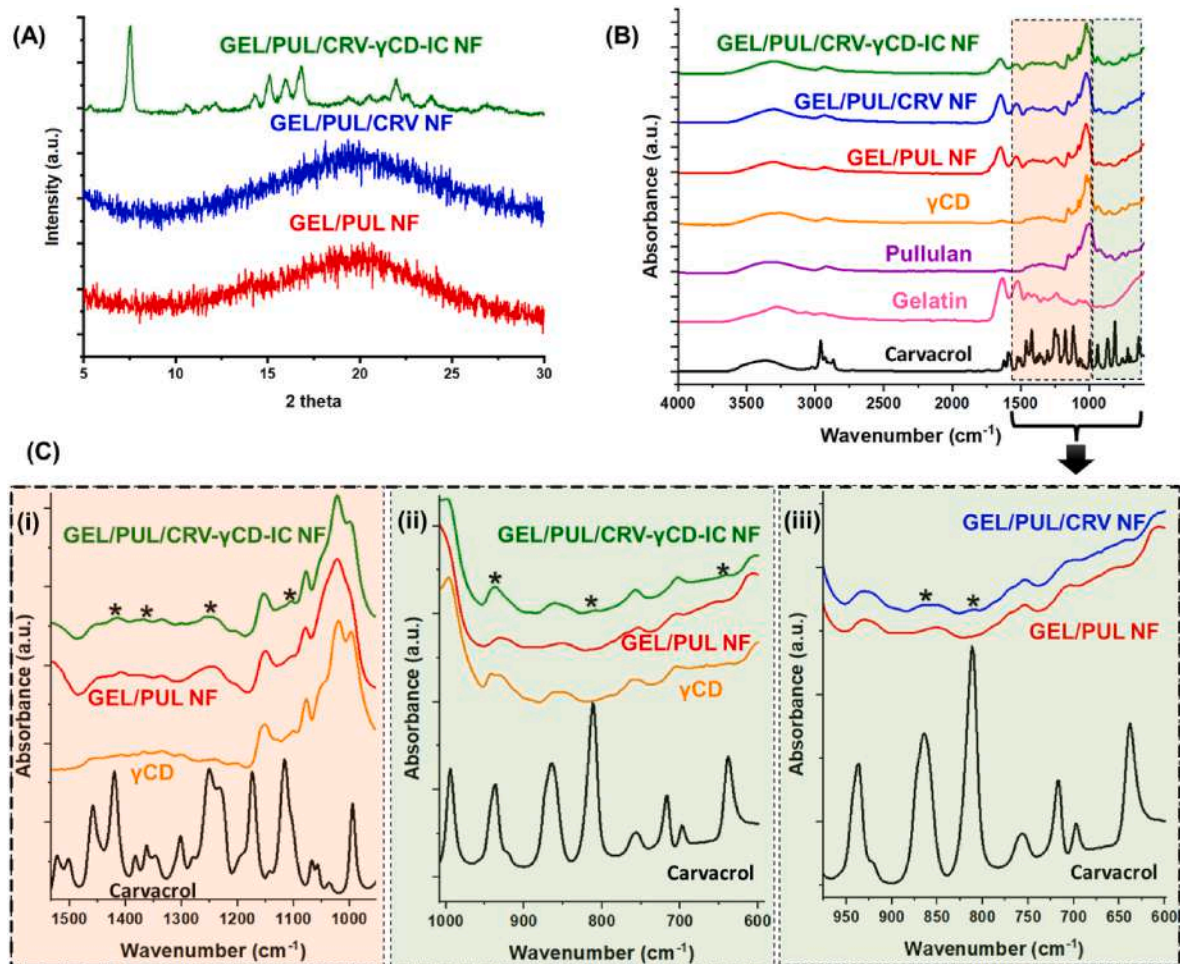 (A)
GEL/PUL/CRV-γCD-IC NF
GEL/PUL/CRV NF
GEL/PUL NF
Intensity (a.u.)
5 10 15 20 25 30
2 theta
(B)
GEL/PUL/CRV-γCD-IC NF
GEL/PUL/CRV NF
GEL/PUL NF
γCD
Pullulan
Gelatin
Carvacrol
Absorbance (a.u.)
4000 3500 3000 2500 2000 1500 1000
Wavenumber (cm⁻¹)
(C)
(i)
GEL/PUL/CRV-γCD-IC NF
* * * *
GEL/PUL NF
γCD
Carvacrol
Absorbance (a.u.)
1500 1400 1300 1200 1100 1000
Wavenumber (cm⁻¹)
(ii)
GEL/PUL/CRV-γCD-IC NF
* * *
GEL/PUL NF
γCD
Carvacrol
Absorbance (a.u.)
1000 900 800 700 600
Wavenumber (cm⁻¹)
(iii)
GEL/PUL/CRV NF
* *
GEL/PUL NF
Carvacrol
Absorbance (a.u.)
950 900 850 800 750 700 650 600
Wavenumber (cm⁻¹)